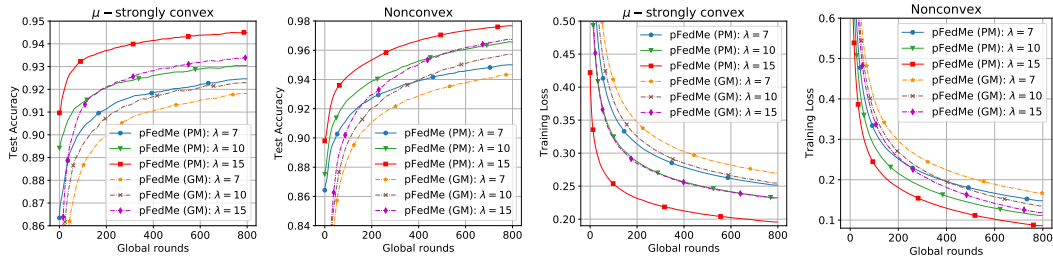 μ − strongly convex
Test Accuracy
0.94
0.93
0.92
0.91
0.90
0.89
0.88
0.87
0.86
pFedMe (PM): λ = 7
pFedMe (PM): λ = 10
pFedMe (PM): λ = 15
pFedMe (GM): λ = 7
pFedMe (GM): λ = 10
pFedMe (GM): λ = 15
0 200 400 600 800
Global rounds
Nonconvex
Test Accuracy
0.98
0.96
0.94
0.92
0.90
0.88
0.86
0.84
pFedMe (PM): λ = 7
pFedMe (PM): λ = 10
pFedMe (PM): λ = 15
pFedMe (GM): λ = 7
pFedMe (GM): λ = 10
pFedMe (GM): λ = 15
0 200 400 600 800
Global rounds
μ − strongly convex
Training Loss
0.50
0.45
0.40
0.35
0.30
0.25
0.20
pFedMe (PM): λ = 7
pFedMe (PM): λ = 10
pFedMe (PM): λ = 15
pFedMe (GM): λ = 7
pFedMe (GM): λ = 10
pFedMe (GM): λ = 15
0 200 400 600 800
Global rounds
Nonconvex
Training Loss
0.6
0.5
0.4
0.3
0.2
0.1
pFedMe (PM): λ = 7
pFedMe (PM): λ = 10
pFedMe (PM): λ = 15
pFedMe (GM): λ = 7
pFedMe (GM): λ = 10
pFedMe (GM): λ = 15
0 200 400 600 800
Global rounds